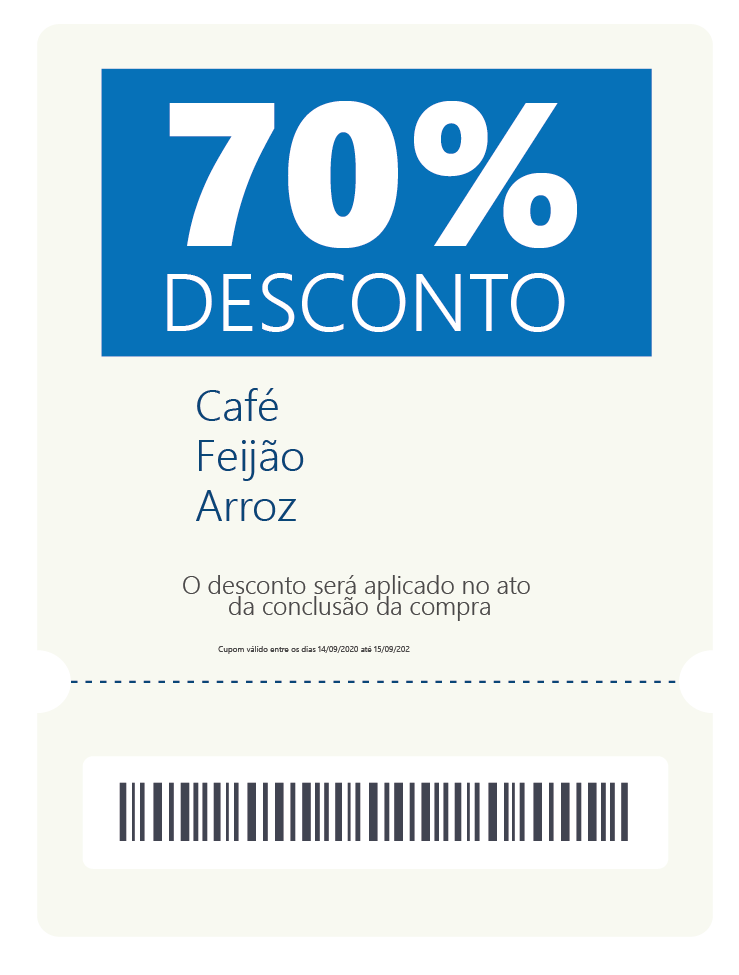 70%
DESCONTO
Café
Feijão
Arroz
O desconto será aplicado no ato
da conclusão da compra
Cupom válido entre os dias 14/09/2020 até 15/09/202